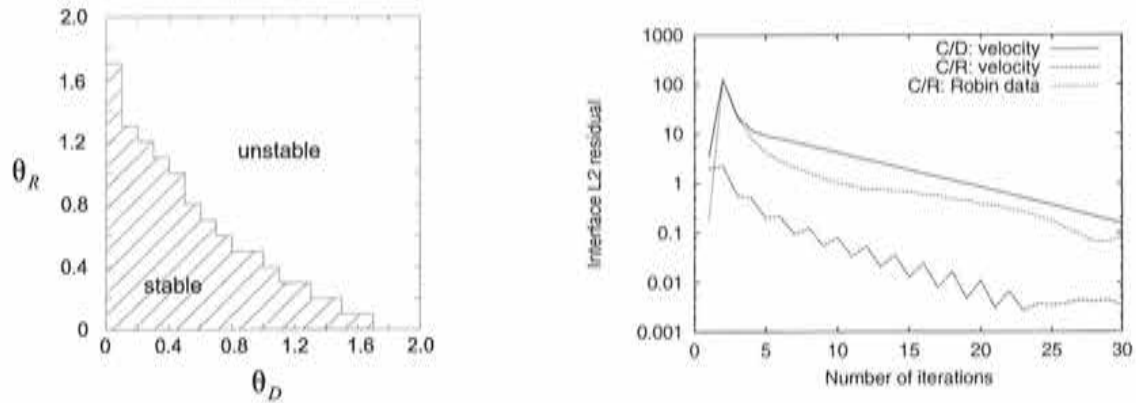 2.0
1.6
1.2
0.8
0.4
0
θR
unstable
stable
0 0.4 0.8 1.2 1.6 2.0
θD
1000
100
10
1
0.1
0.01
0.001
Interface L2 residual
C/D: velocity
C/R: velocity
C/R: Robin data
0 5 10 15 20 25 30
Number of iterations